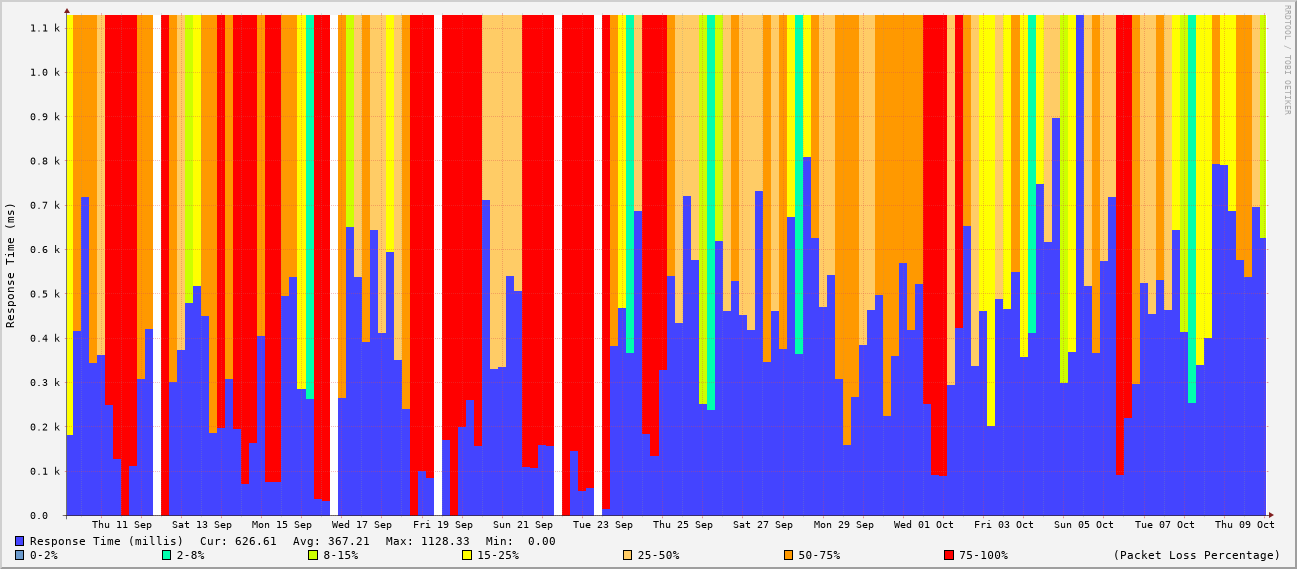 RRDTOOL / TOBI OETIKER
Response Time (ms)
1.1 k
1.0 k
0.9 k
0.8 k
0.7 k
0.6 k
0.5 k
0.4 k
0.3 k
0.2 k
0.1 k
0.0
Thu 11 Sep Sat 13 Sep Mon 15 Sep Wed 17 Sep Fri 19 Sep Sun 21 Sep Tue 23 Sep Thu 25 Sep Sat 27 Sep Mon 29 Sep Wed 01 Oct Fri 03 Oct Sun 05 Oct Tue 07 Oct Thu 09 Oct
Response Time (millis) Cur: 626.61 Avg: 367.21 Max: 1128.33 Min: 0.00
0-2% 2-8% 8-15% 15-25% 25-50% 50-75% 75-100% (Packet Loss Percentage)